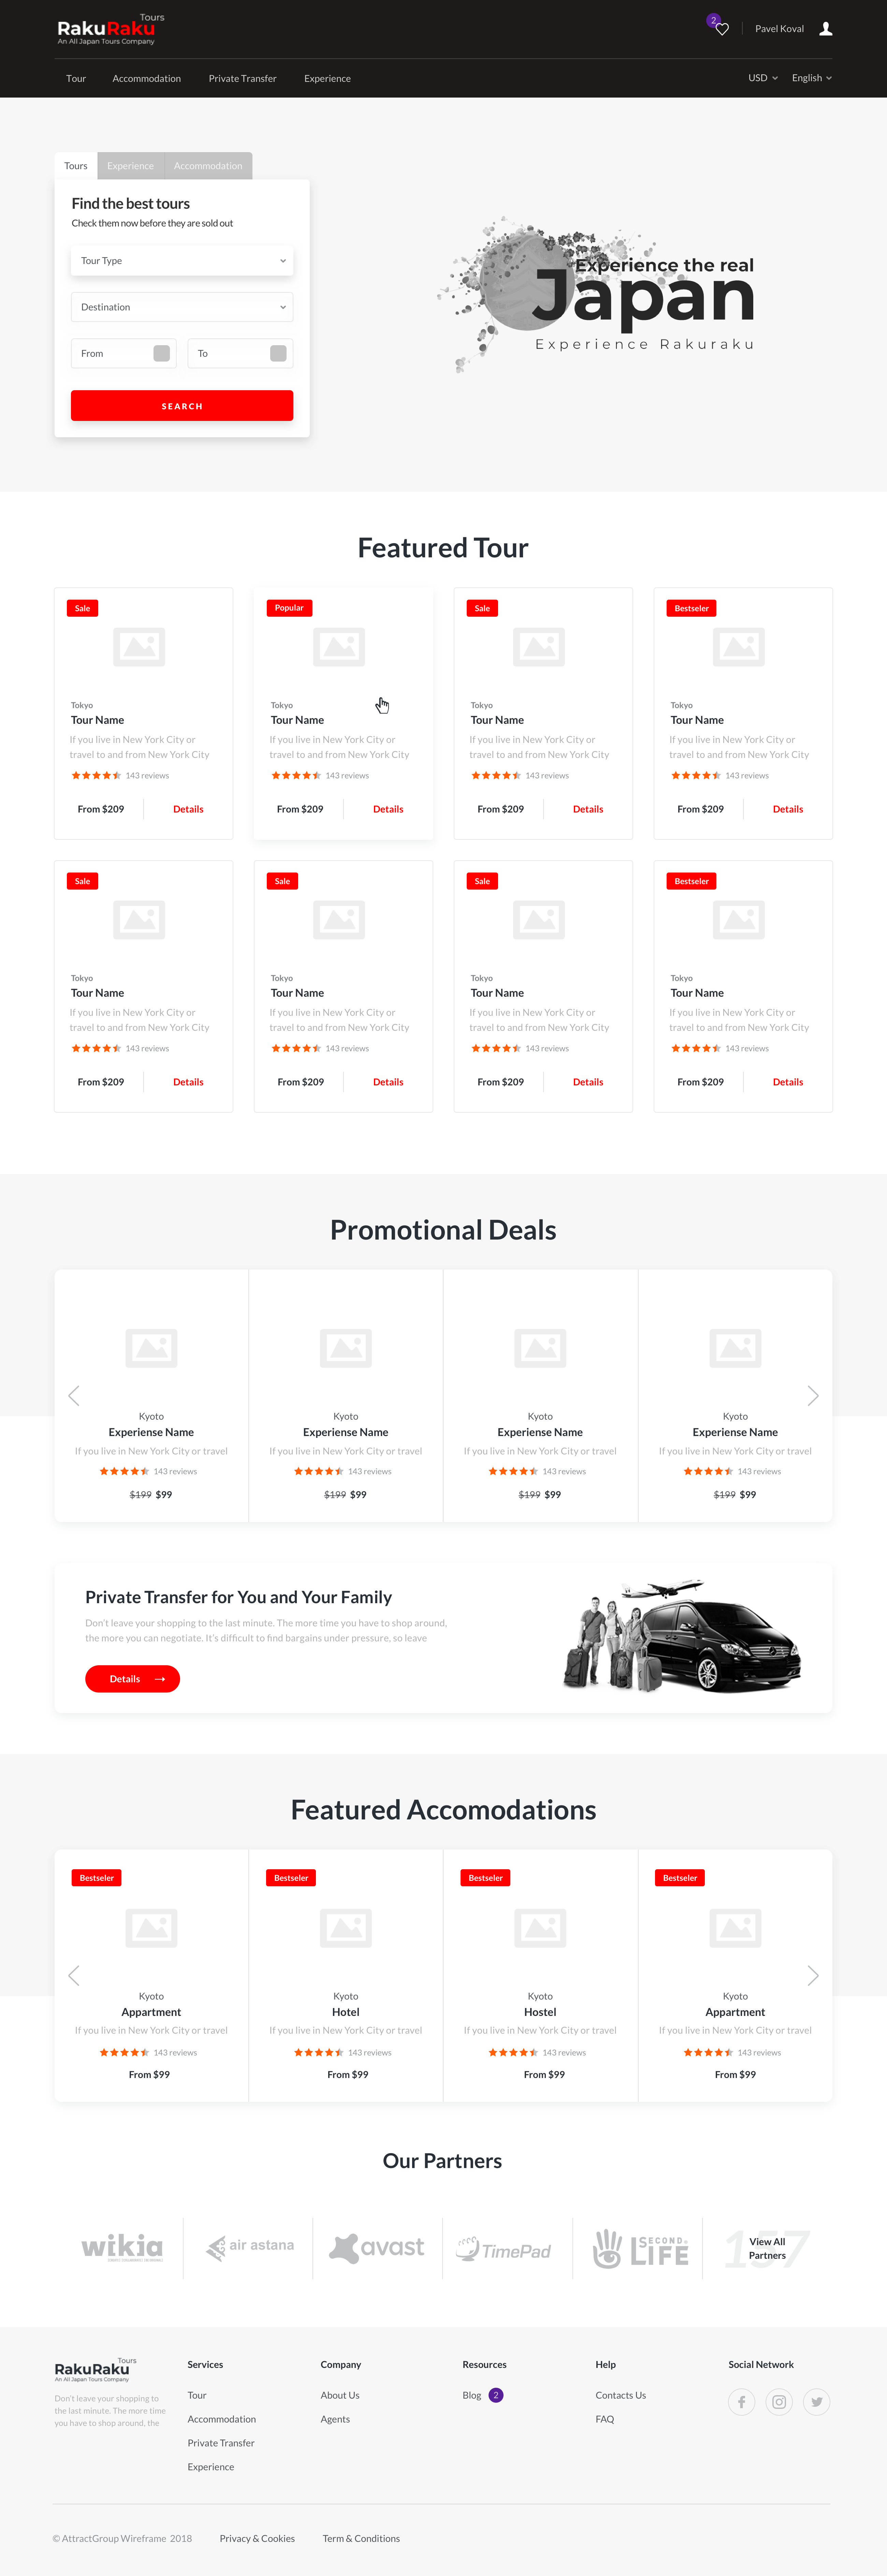 Tours
RakuRaku
An All Japan Tours Company
2
Pavel Koval
Tour Accommodation Private Transfer Experience
USD English
Tours Experience Accommodation
Find the best tours
Check them now before they are sold out
Tour Type
Destination
From To
SEARCH
Experience the real
Japan
Experience Rakuraku
Featured Tour
Sale
Tokyo
Tour Name
If you live in New York City or
travel to and from New York City
143 reviews
From $209 Details
Popular
Tokyo
Tour Name
If you live in New York City or
travel to and from New York City
143 reviews
From $209 Details
Sale
Tokyo
Tour Name
If you live in New York City or
travel to and from New York City
143 reviews
From $209 Details
Bestseler
Tokyo
Tour Name
If you live in New York City or
travel to and from New York City
143 reviews
From $209 Details
Sale
Tokyo
Tour Name
If you live in New York City or
travel to and from New York City
143 reviews
From $209 Details
Sale
Tokyo
Tour Name
If you live in New York City or
travel to and from New York City
143 reviews
From $209 Details
Sale
Tokyo
Tour Name
If you live in New York City or
travel to and from New York City
143 reviews
From $209 Details
Bestseler
Tokyo
Tour Name
If you live in New York City or
travel to and from New York City
143 reviews
From $209 Details
Promotional Deals
Kyoto
Experiense Name
If you live in New York City or travel
143 reviews
$199 $99
Kyoto
Experiense Name
If you live in New York City or travel
143 reviews
$199 $99
Kyoto
Experiense Name
If you live in New York City or travel
143 reviews
$199 $99
Kyoto
Experiense Name
If you live in New York City or travel
143 reviews
$199 $99
Private Transfer for You and Your Family
Don't leave your shopping to the last minute. The more time you have to shop around,
the more you can negotiate. It's difficult to find bargains under pressure, so leave
Details
Featured Accomodations
Bestseler
Kyoto
Appartment
If you live in New York City or travel
143 reviews
From $99
Bestseler
Kyoto
Hotel
If you live in New York City or travel
143 reviews
From $99
Bestseler
Kyoto
Hostel
If you live in New York City or travel
143 reviews
From $99
Bestseler
Kyoto
Appartment
If you live in New York City or travel
143 reviews
From $99
Our Partners
wikia
air astana
avast
TimePad
SECOND
LIFE
157
View All
Partners
Tours
RakuRaku
An All Japan Tours Company
Don't leave your shopping to
the last minute. The more time
you have to shop around, the
Services
Tour
Accommodation
Private Transfer
Experience
Company
About Us
Agents
Resources
Blog 2
Help
Contacts Us
FAQ
Social Network
© AttractGroup Wireframe 2018 Privacy & Cookies Term & Conditions